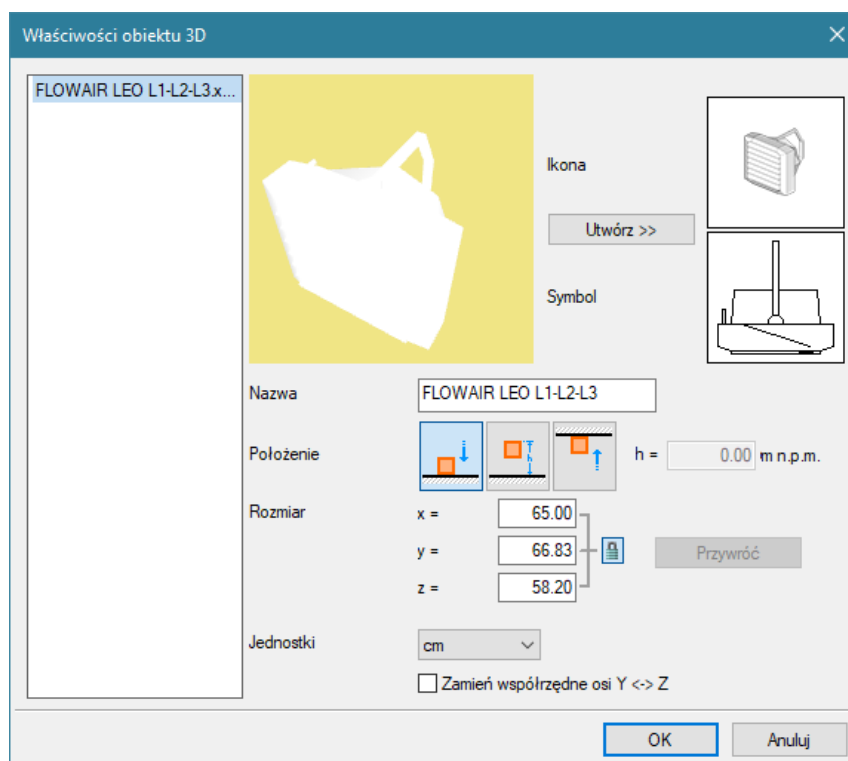 Właściwości obiektu 3D
FLOWAIR LEO L1-L2-L3.x...
Ikona
Utwórz >>
Symbol
Nazwa
FLOWAIR LEO L1-L2-L3
Położenie
h
h = 0.00 m n.p.m.
Rozmiar
x = 65.00
y = 66.83
Przywróć
z = 58.20
Jednostki
cm
Zamień współrzędne osi Y <-> Z
OK
Anuluj